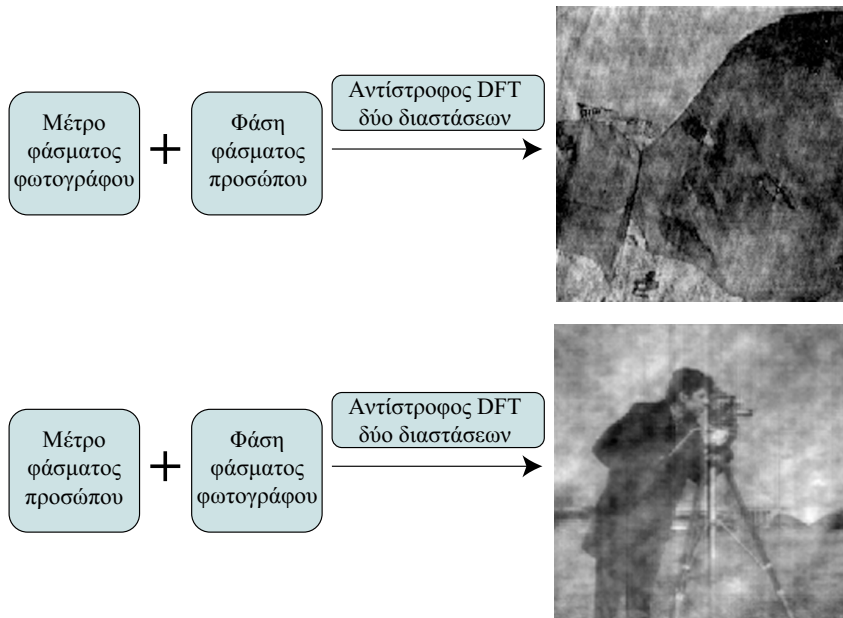 Αντίστροφος DFT
δύο διαστάσεων
Μέτρο
φάσματος
φωτογράφου
+
Φάση
φάσματος
προσώπου
Αντίστροφος DFT
δύο διαστάσεων
Μέτρο
φάσματος
προσώπου
+
Φάση
φάσματος
φωτογράφου